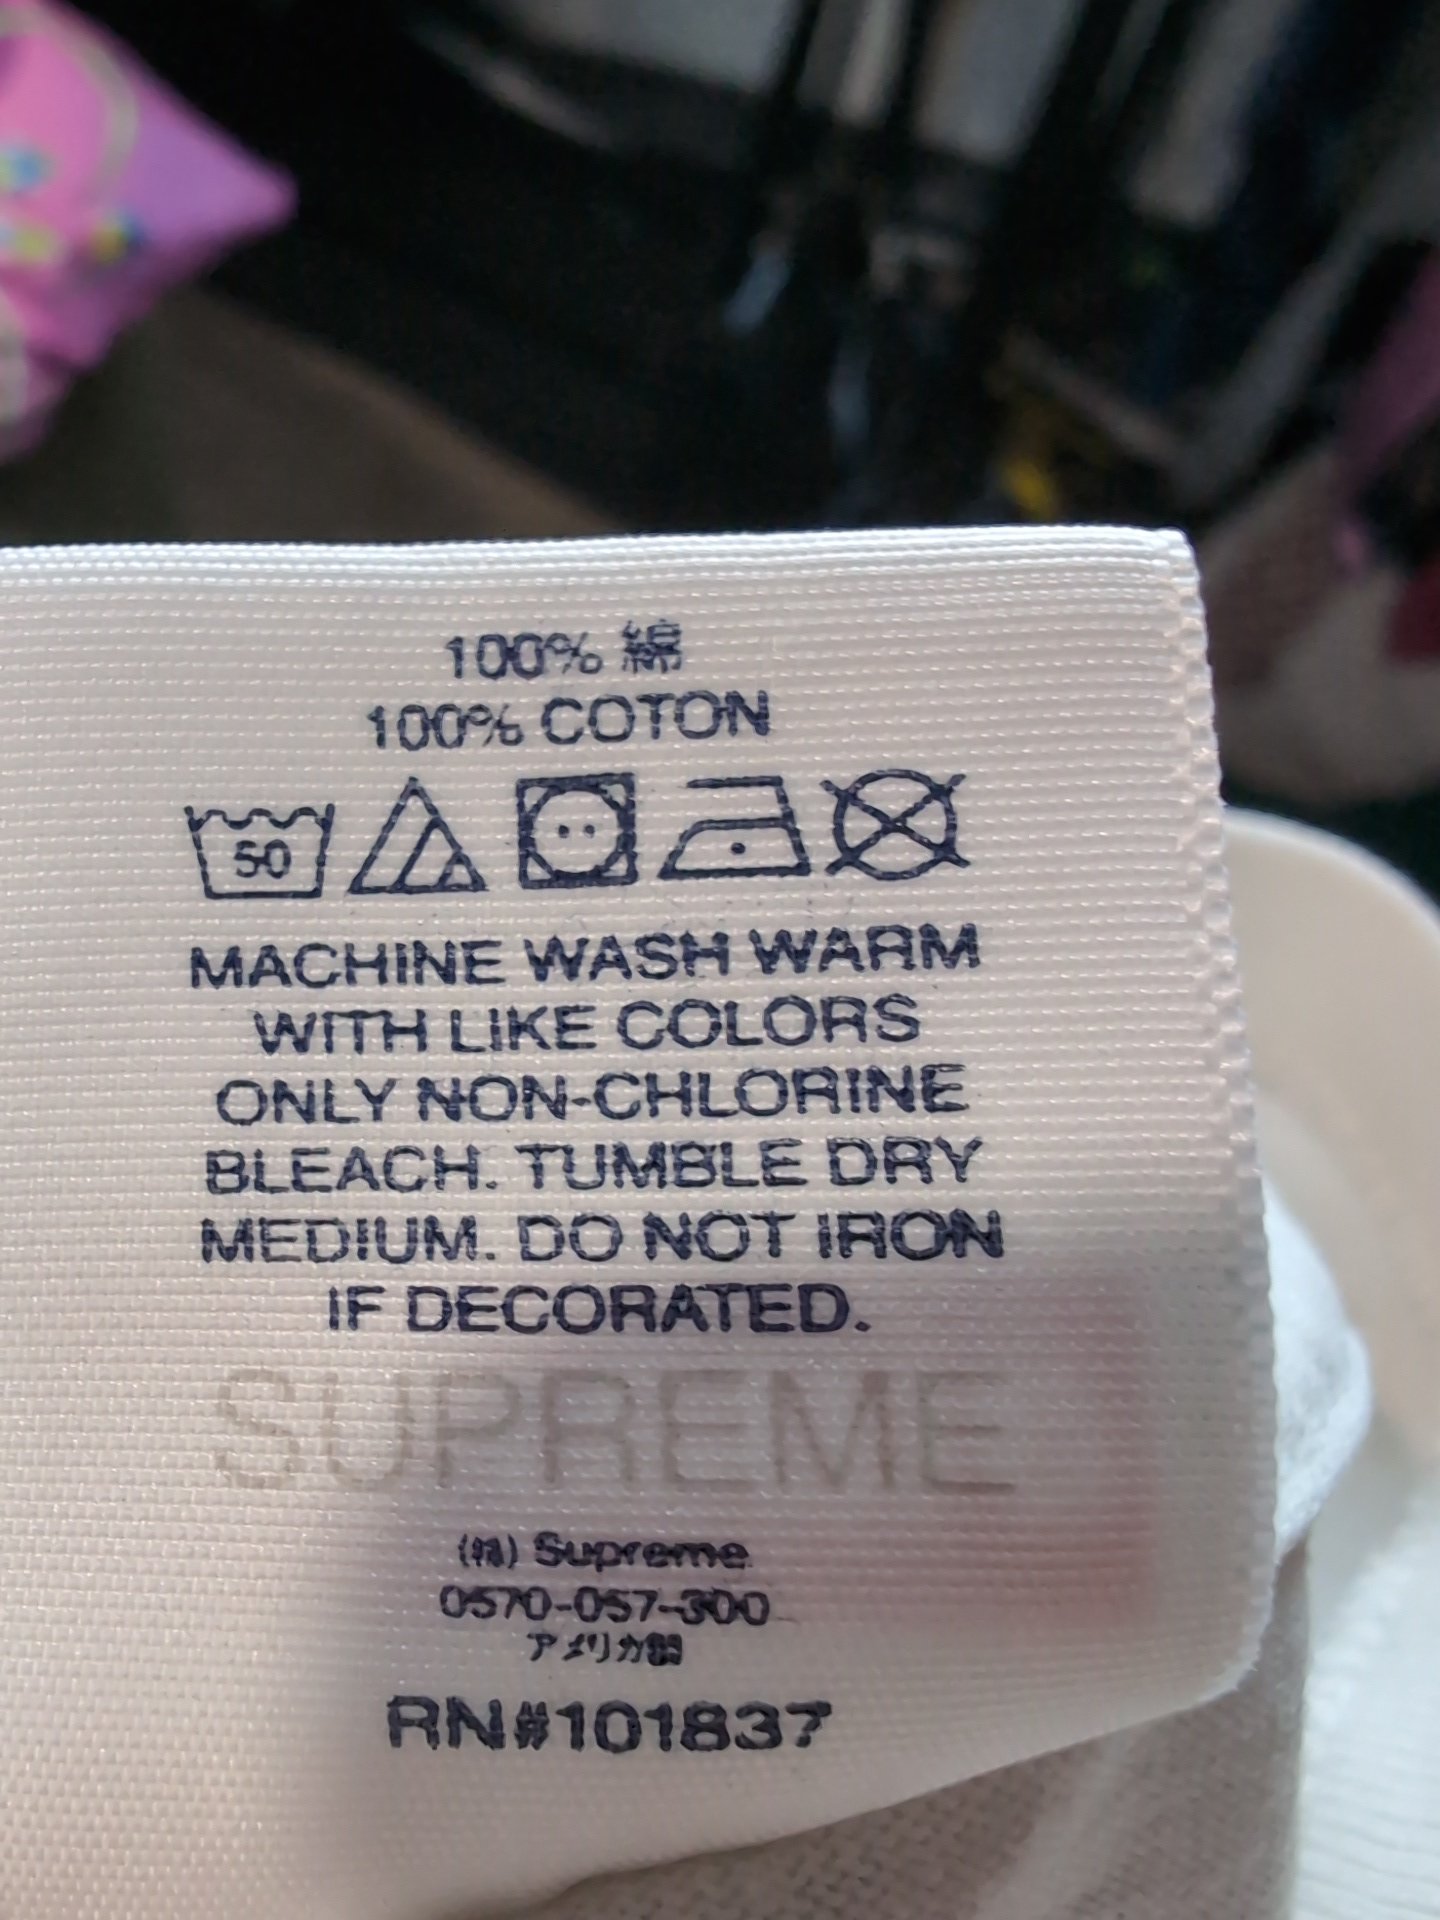 100% 綿
100% COTON
50
MACHINE WASH WARM
WITH LIKE COLORS
ONLY NON-CHLORINE
BLEACH. TUMBLE DRY
MEDIUM. DO NOT IRON
IF DECORATED.
SUPREME
(株) Supreme
0570-057-300
アメリカ製
RN#101837